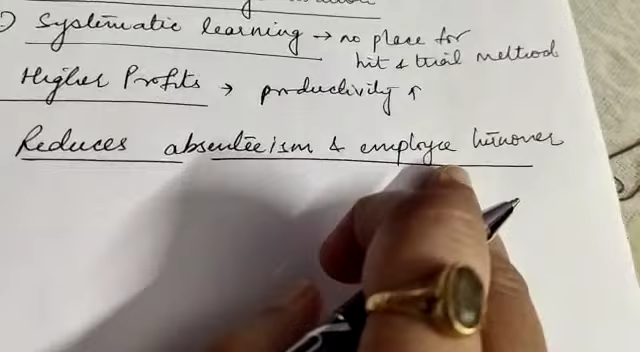 Systematic learning → no place for
hit & trial method
Higher Profits → productivity ↑
Reduces absenteeism & employee turnover